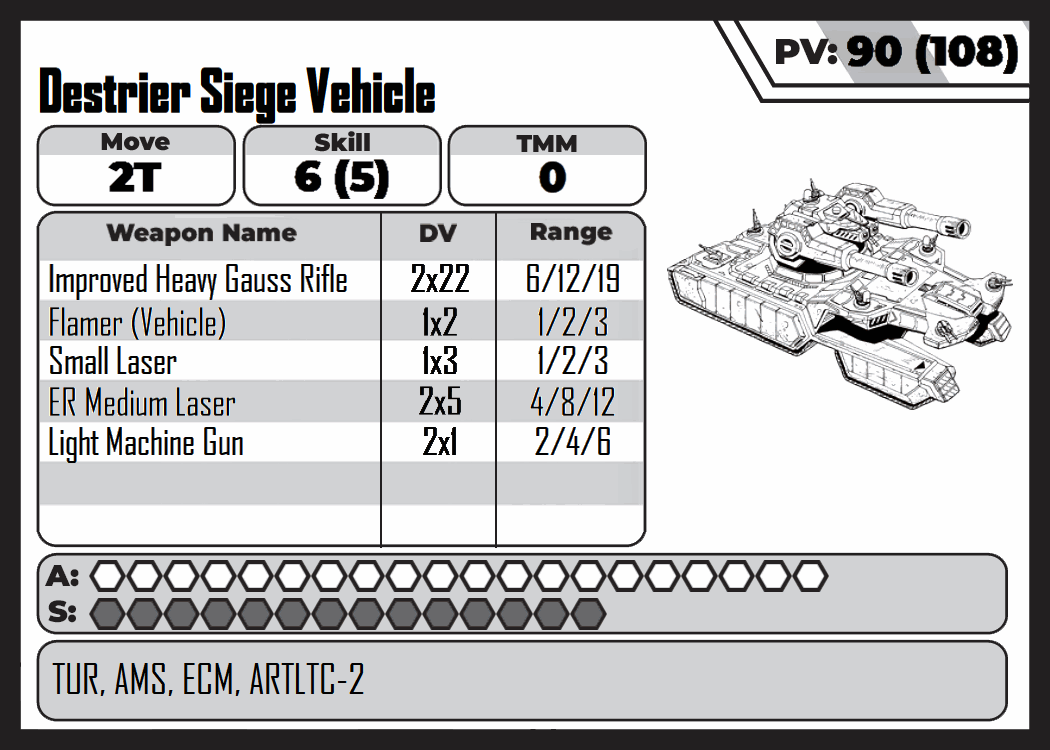 PV: 90 (108)
Destrier Siege Vehicle
Move Skill TMM
2T 6 (5) 0
Weapon Name DV Range
Improved Heavy Gauss Rifle 2x22 6/12/19
Flamer (Vehicle) 1x2 1/2/3
Small Laser 1x3 1/2/3
ER Medium Laser 2x5 4/8/12
Light Machine Gun 2x1 2/4/6
A:
S:
TUR, AMS, ECM, ARTLTC-2